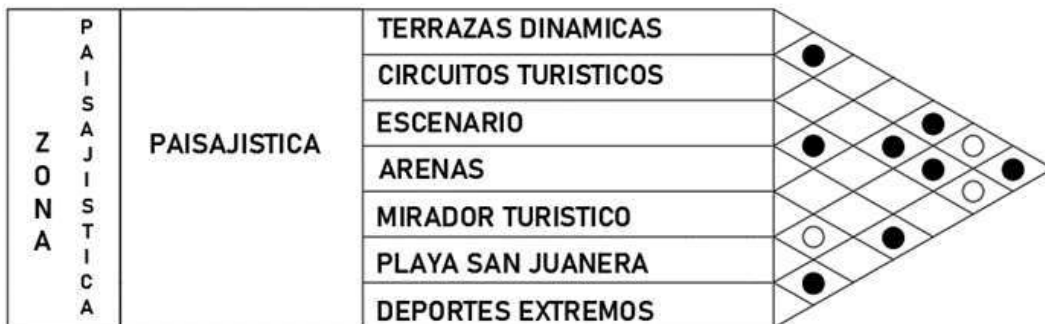 ZONA
PAISAJISTICA
PAISAJISTICA
TERRAZAS DINAMICAS
CIRCUITOS TURISTICOS
ESCENARIO
ARENAS
MIRADOR TURISTICO
PLAYA SAN JUANERA
DEPORTES EXTREMOS